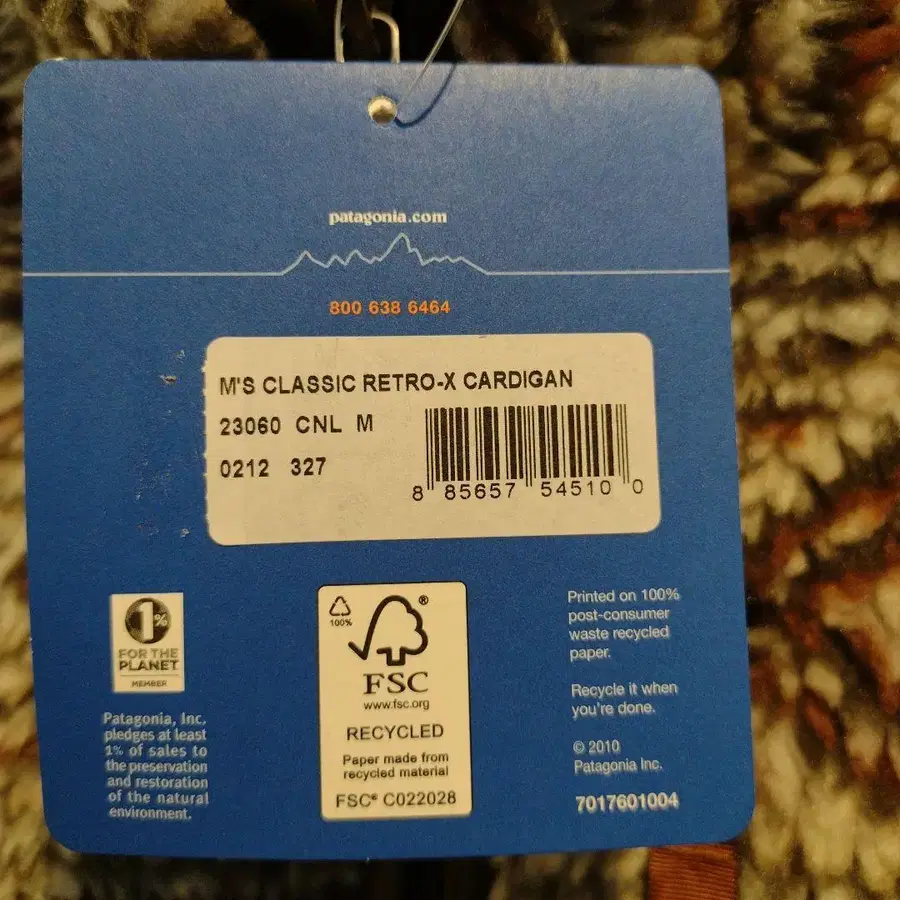 patagonia.com
800 638 6464
M'S CLASSIC RETRO-X CARDIGAN
23060 CNL M
0212 327
8 85657 54510 0
1%
FOR THE
PLANET
MEMBER
Patagonia, Inc.
pledges at least
1% of sales to
the preservation
and restoration
of the natural
environment.
100%
®
FSC
www.fsc.org
RECYCLED
Paper made from
recycled material
FSC® C022028
Printed on 100%
post-consumer
waste recycled
paper.
Recycle it when
you're done.
© 2010
Patagonia Inc.
7017601004